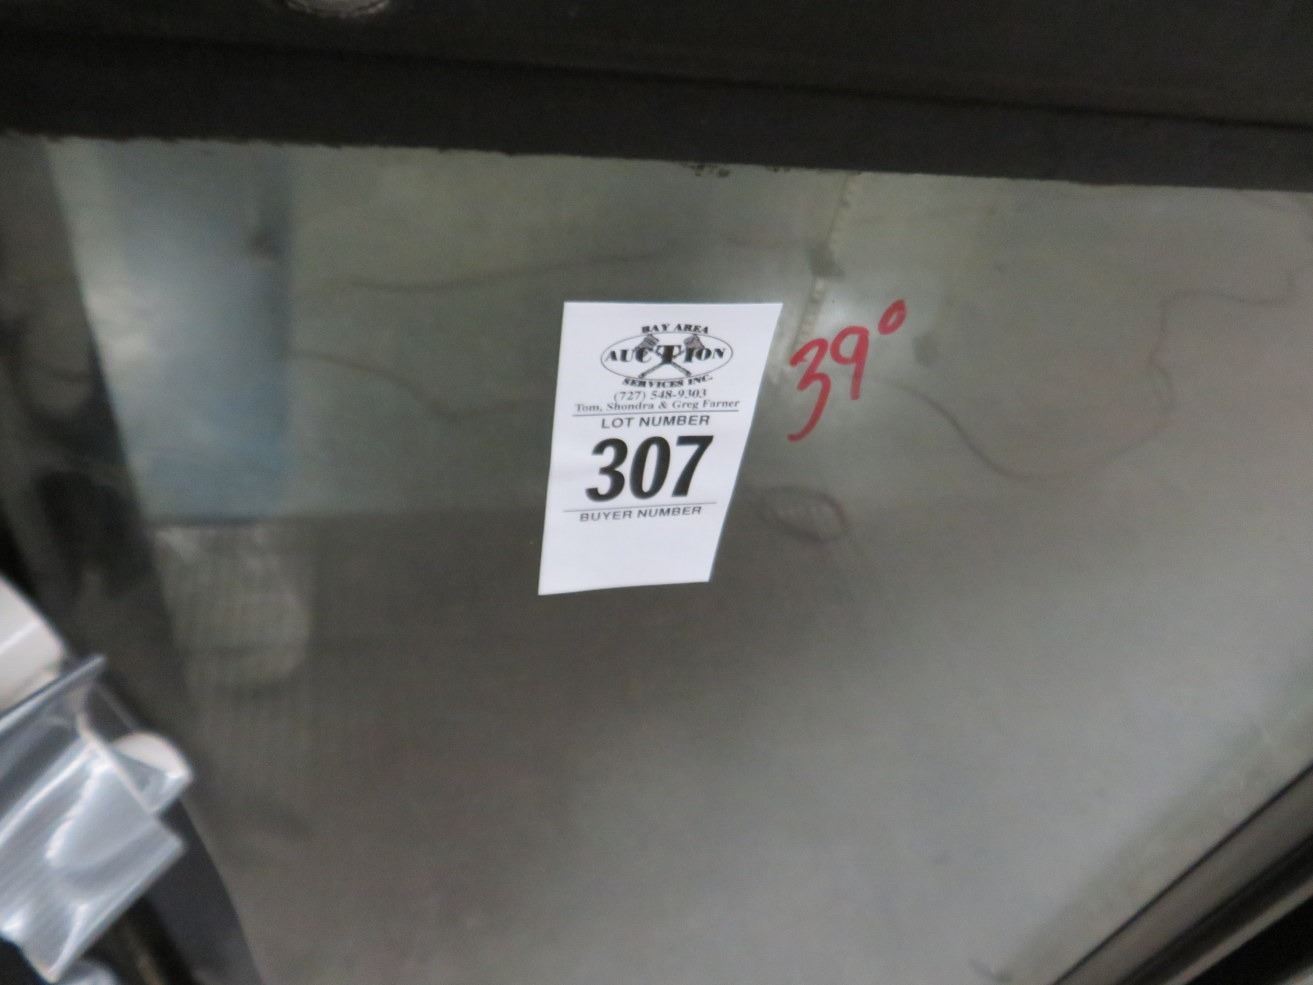 BAY AREA
AUCTION
SERVICES INC.
(727) 548-9303
Tom, Shondra & Greg Farner
LOT NUMBER
307
BUYER NUMBER
39°